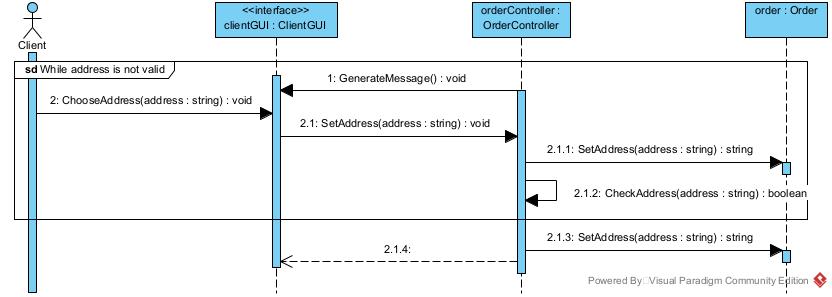 <<interface>>
clientGUI : ClientGUI
orderController :
OrderController
order : Order
Client
sd While address is not valid
1: GenerateMessage() : void
2: ChooseAddress(address : string) : void
2.1: SetAddress(address : string) : void
2.1.1: SetAddress(address : string) : string
2.1.2: CheckAddress(address : string) : boolean
2.1.3: SetAddress(address : string) : string
2.1.4:
Powered By Visual Paradigm Community Edition